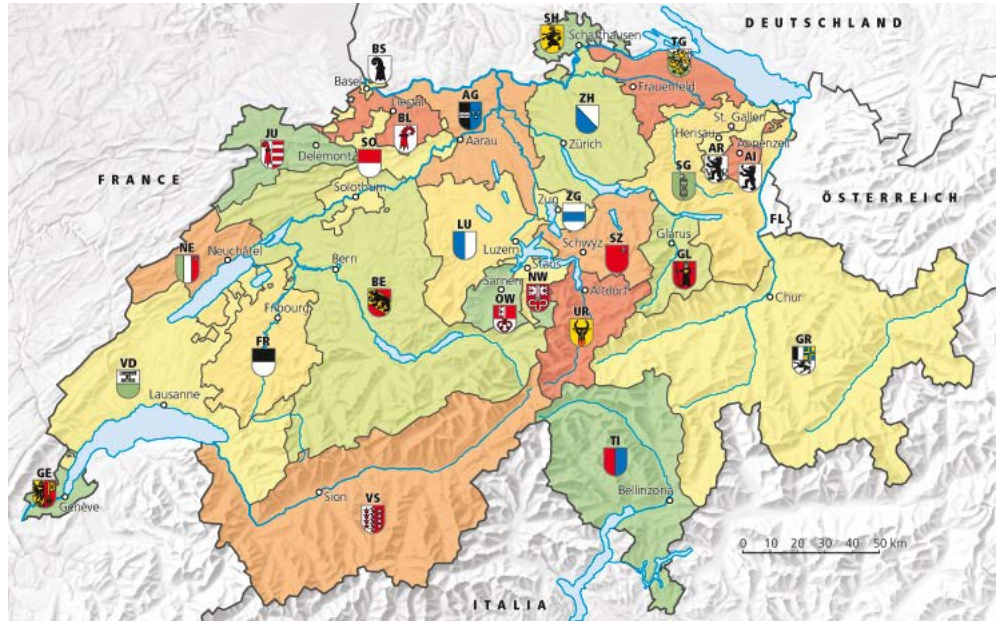 DEUTSCHLAND
SH
Schaffhausen
BS
TG
Basel
Frauenfeld
AG
Liestal
ZH
BL
St. Gallen
Herisau
JU
SO
Aarau
Zürich
Appenzell
AR
AI
Delémont
SG
FRANCE
Solothurn
ZG
Zug
ÖSTERREICH
LU
FL
NE
Neuchâtel
Luzern
Schwyz
SZ
Glarus
Bern
Stans
GL
BE
Sarnen
NW
OW
Altdorf
Chur
Fribourg
UR
FR
GR
VD
LIBERTÉ
ET
PATRIE
Lausanne
TI
GE
Sion
VS
Bellinzona
Genève
0 10 20 30 40 50 km
ITALIA